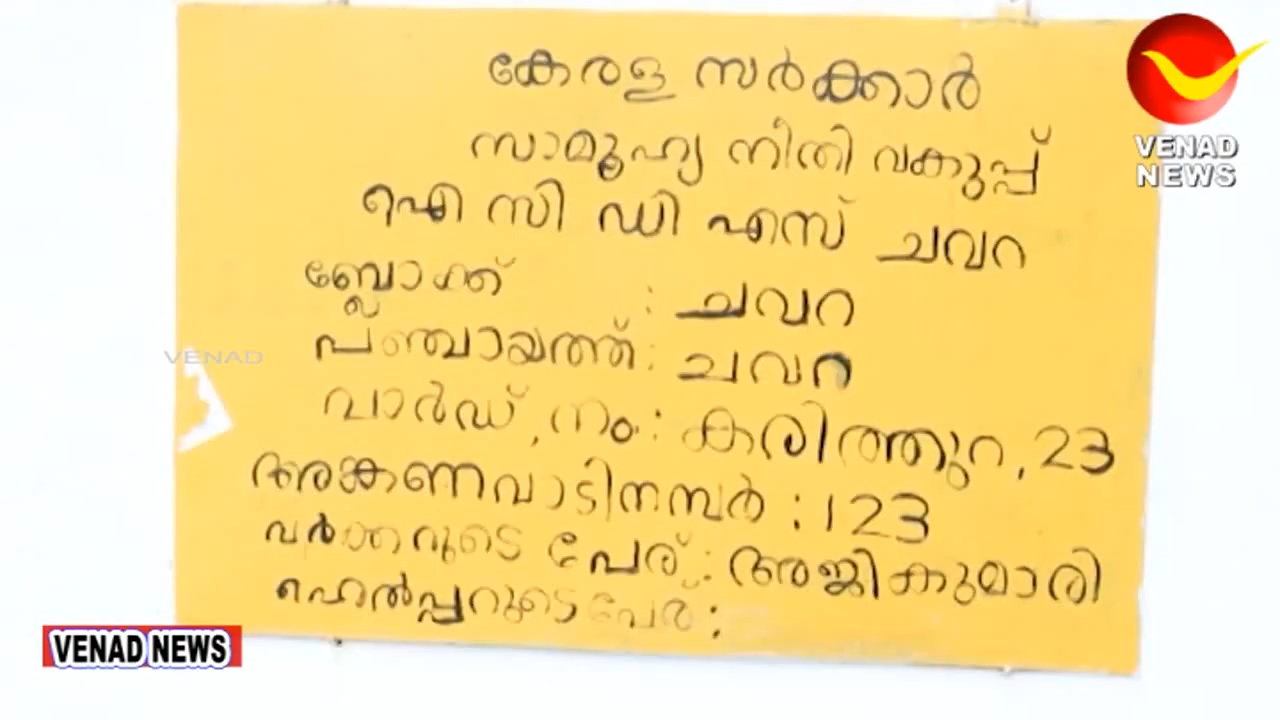 കേരള സർക്കാർ
സാമൂഹ്യ നീതി വകുപ്പ്
ഐ സി ഡി എസ് ചവറ
ബ്ലോക്ക് : ചവറ
പഞ്ചായത്ത് : ചവറ
വാർഡ്, നം : കരിത്തുറ, 23
അങ്കണവാടിനമ്പർ : 123
വർക്കറുടെ പേര് : അജികുമാരി
ഹെൽപ്പറുടെ പേര് :
VENAD NEWS
VENAD
VENAD NEWS